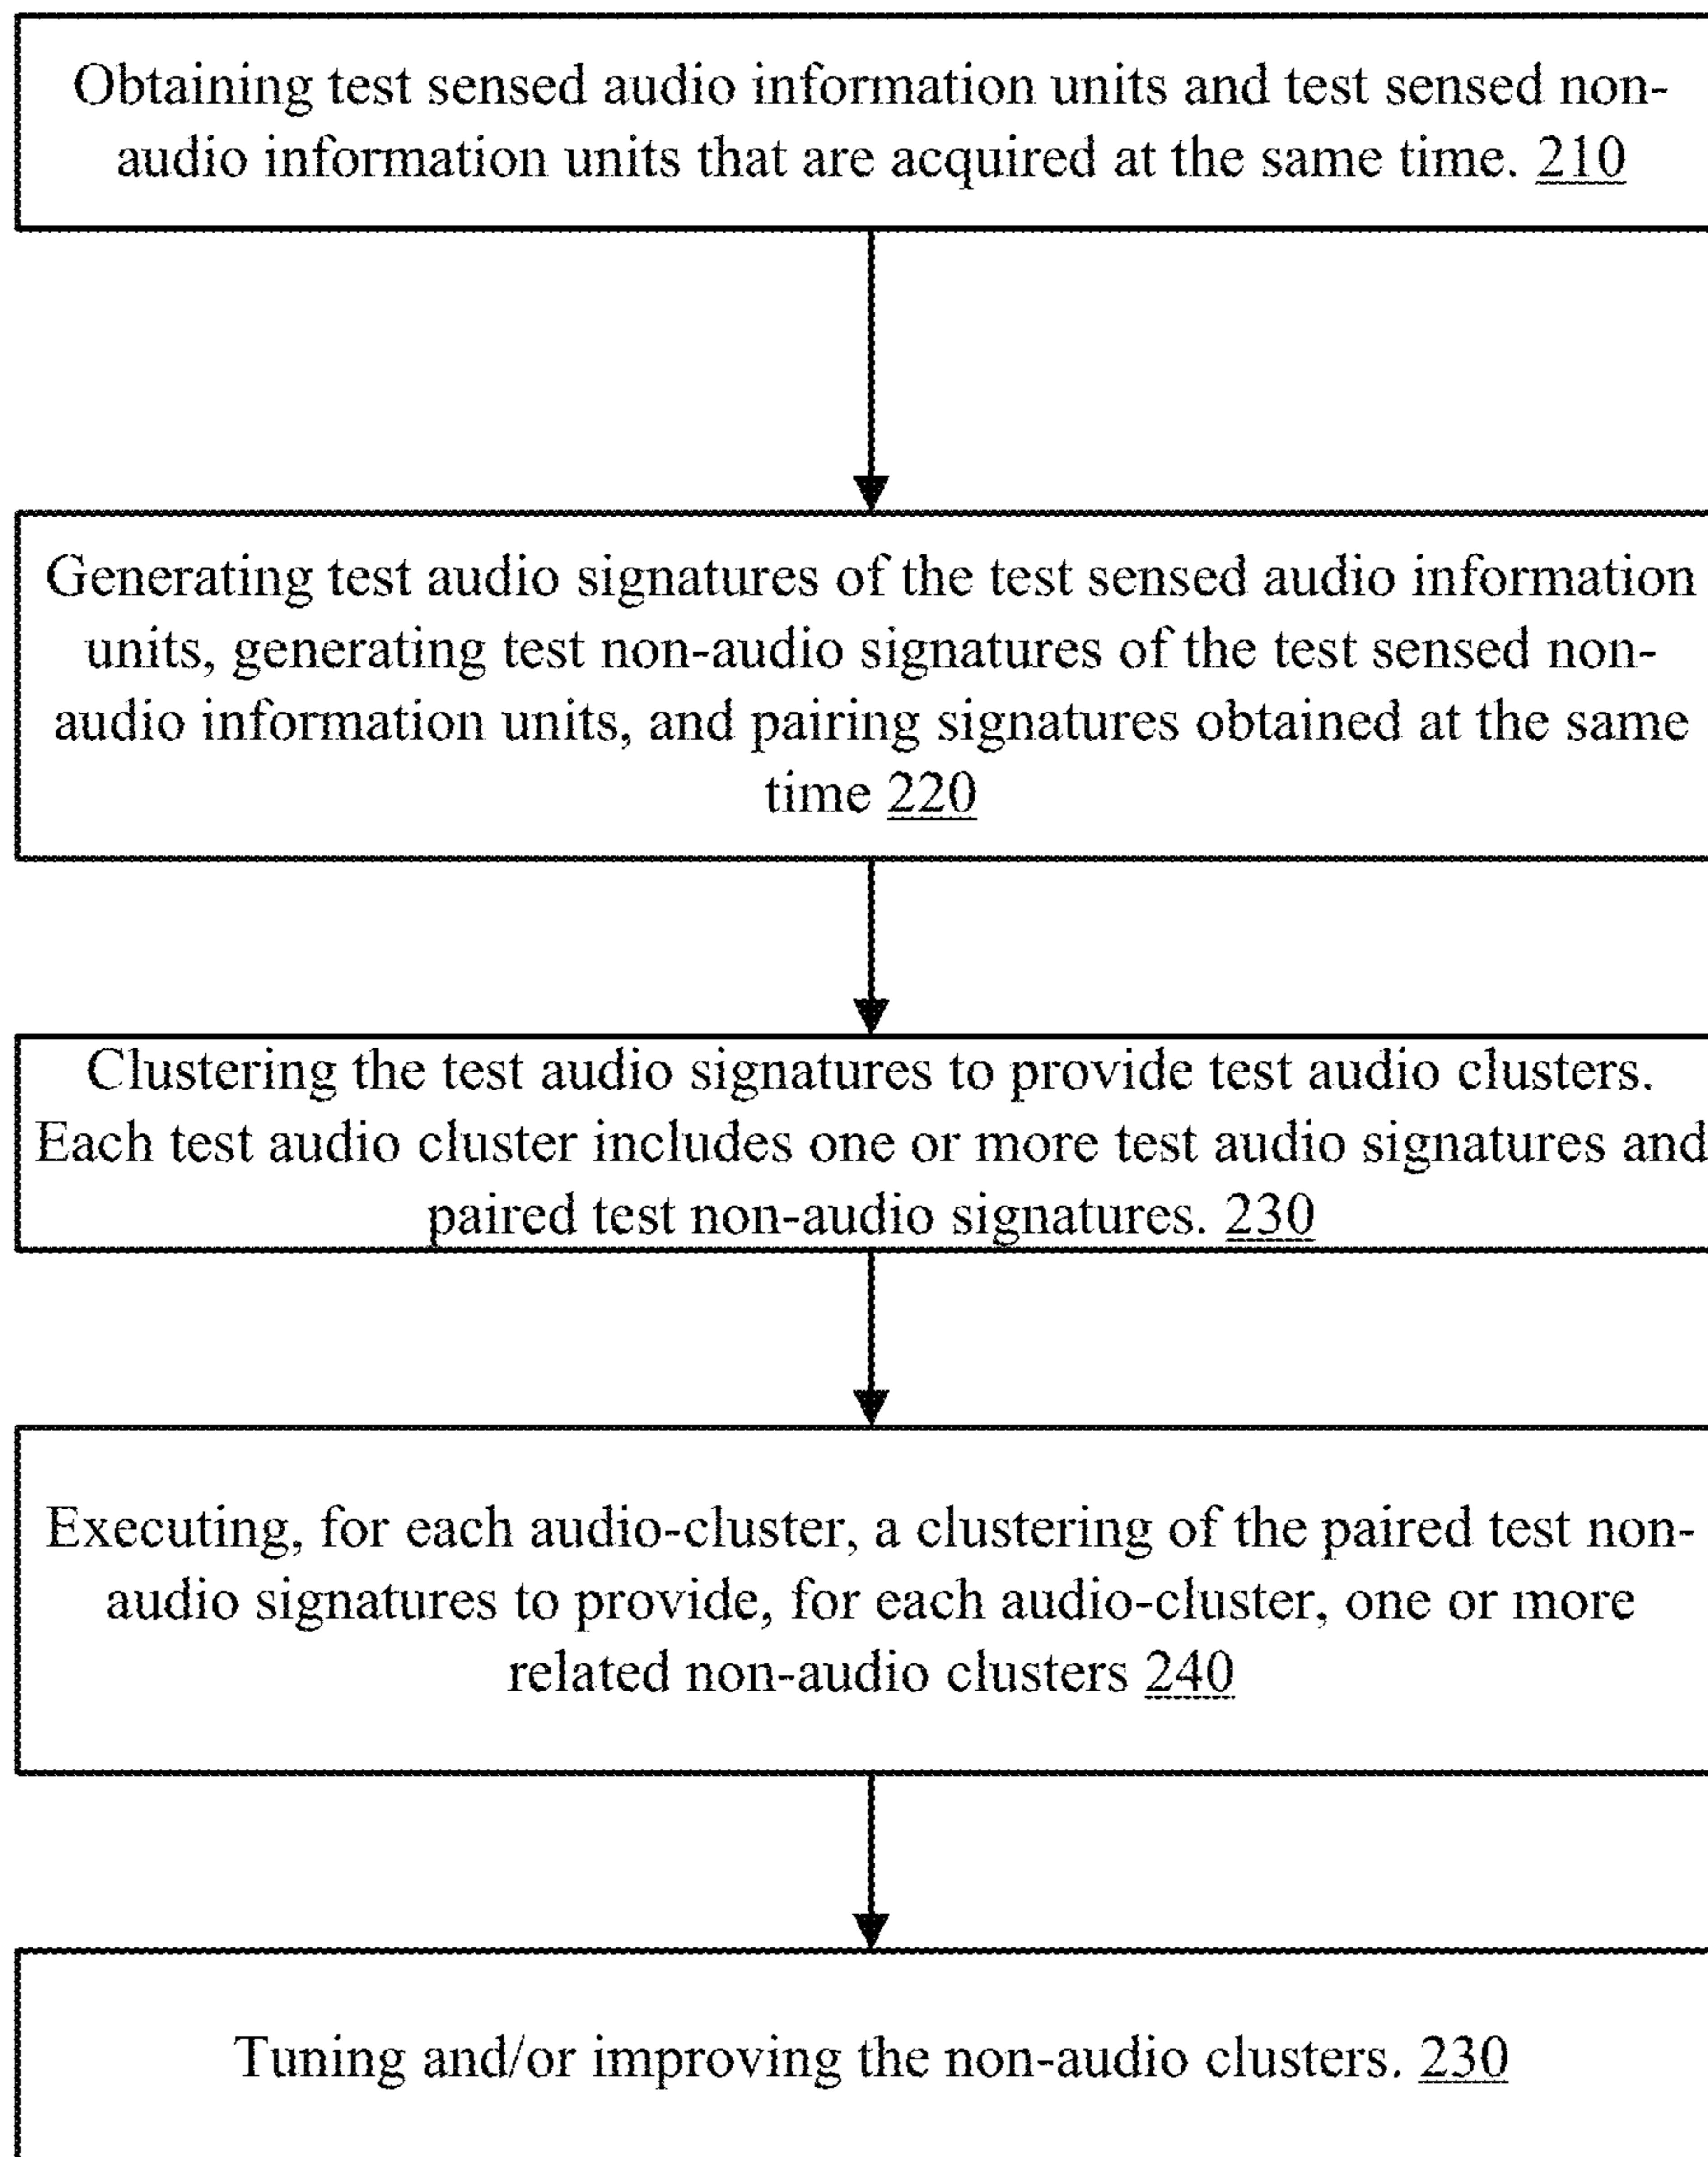 Obtaining test sensed audio information units and test sensed non-
audio information units that are acquired at the same time. 210
Generating test audio signatures of the test sensed audio information
units, generating test non-audio signatures of the test sensed non-
audio information units, and pairing signatures obtained at the same
time 220
Clustering the test audio signatures to provide test audio clusters.
Each test audio cluster includes one or more test audio signatures and
paired test non-audio signatures. 230
Executing, for each audio-cluster, a clustering of the paired test non-
audio signatures to provide, for each audio-cluster, one or more
related non-audio clusters 240
Tuning and/or improving the non-audio clusters. 230